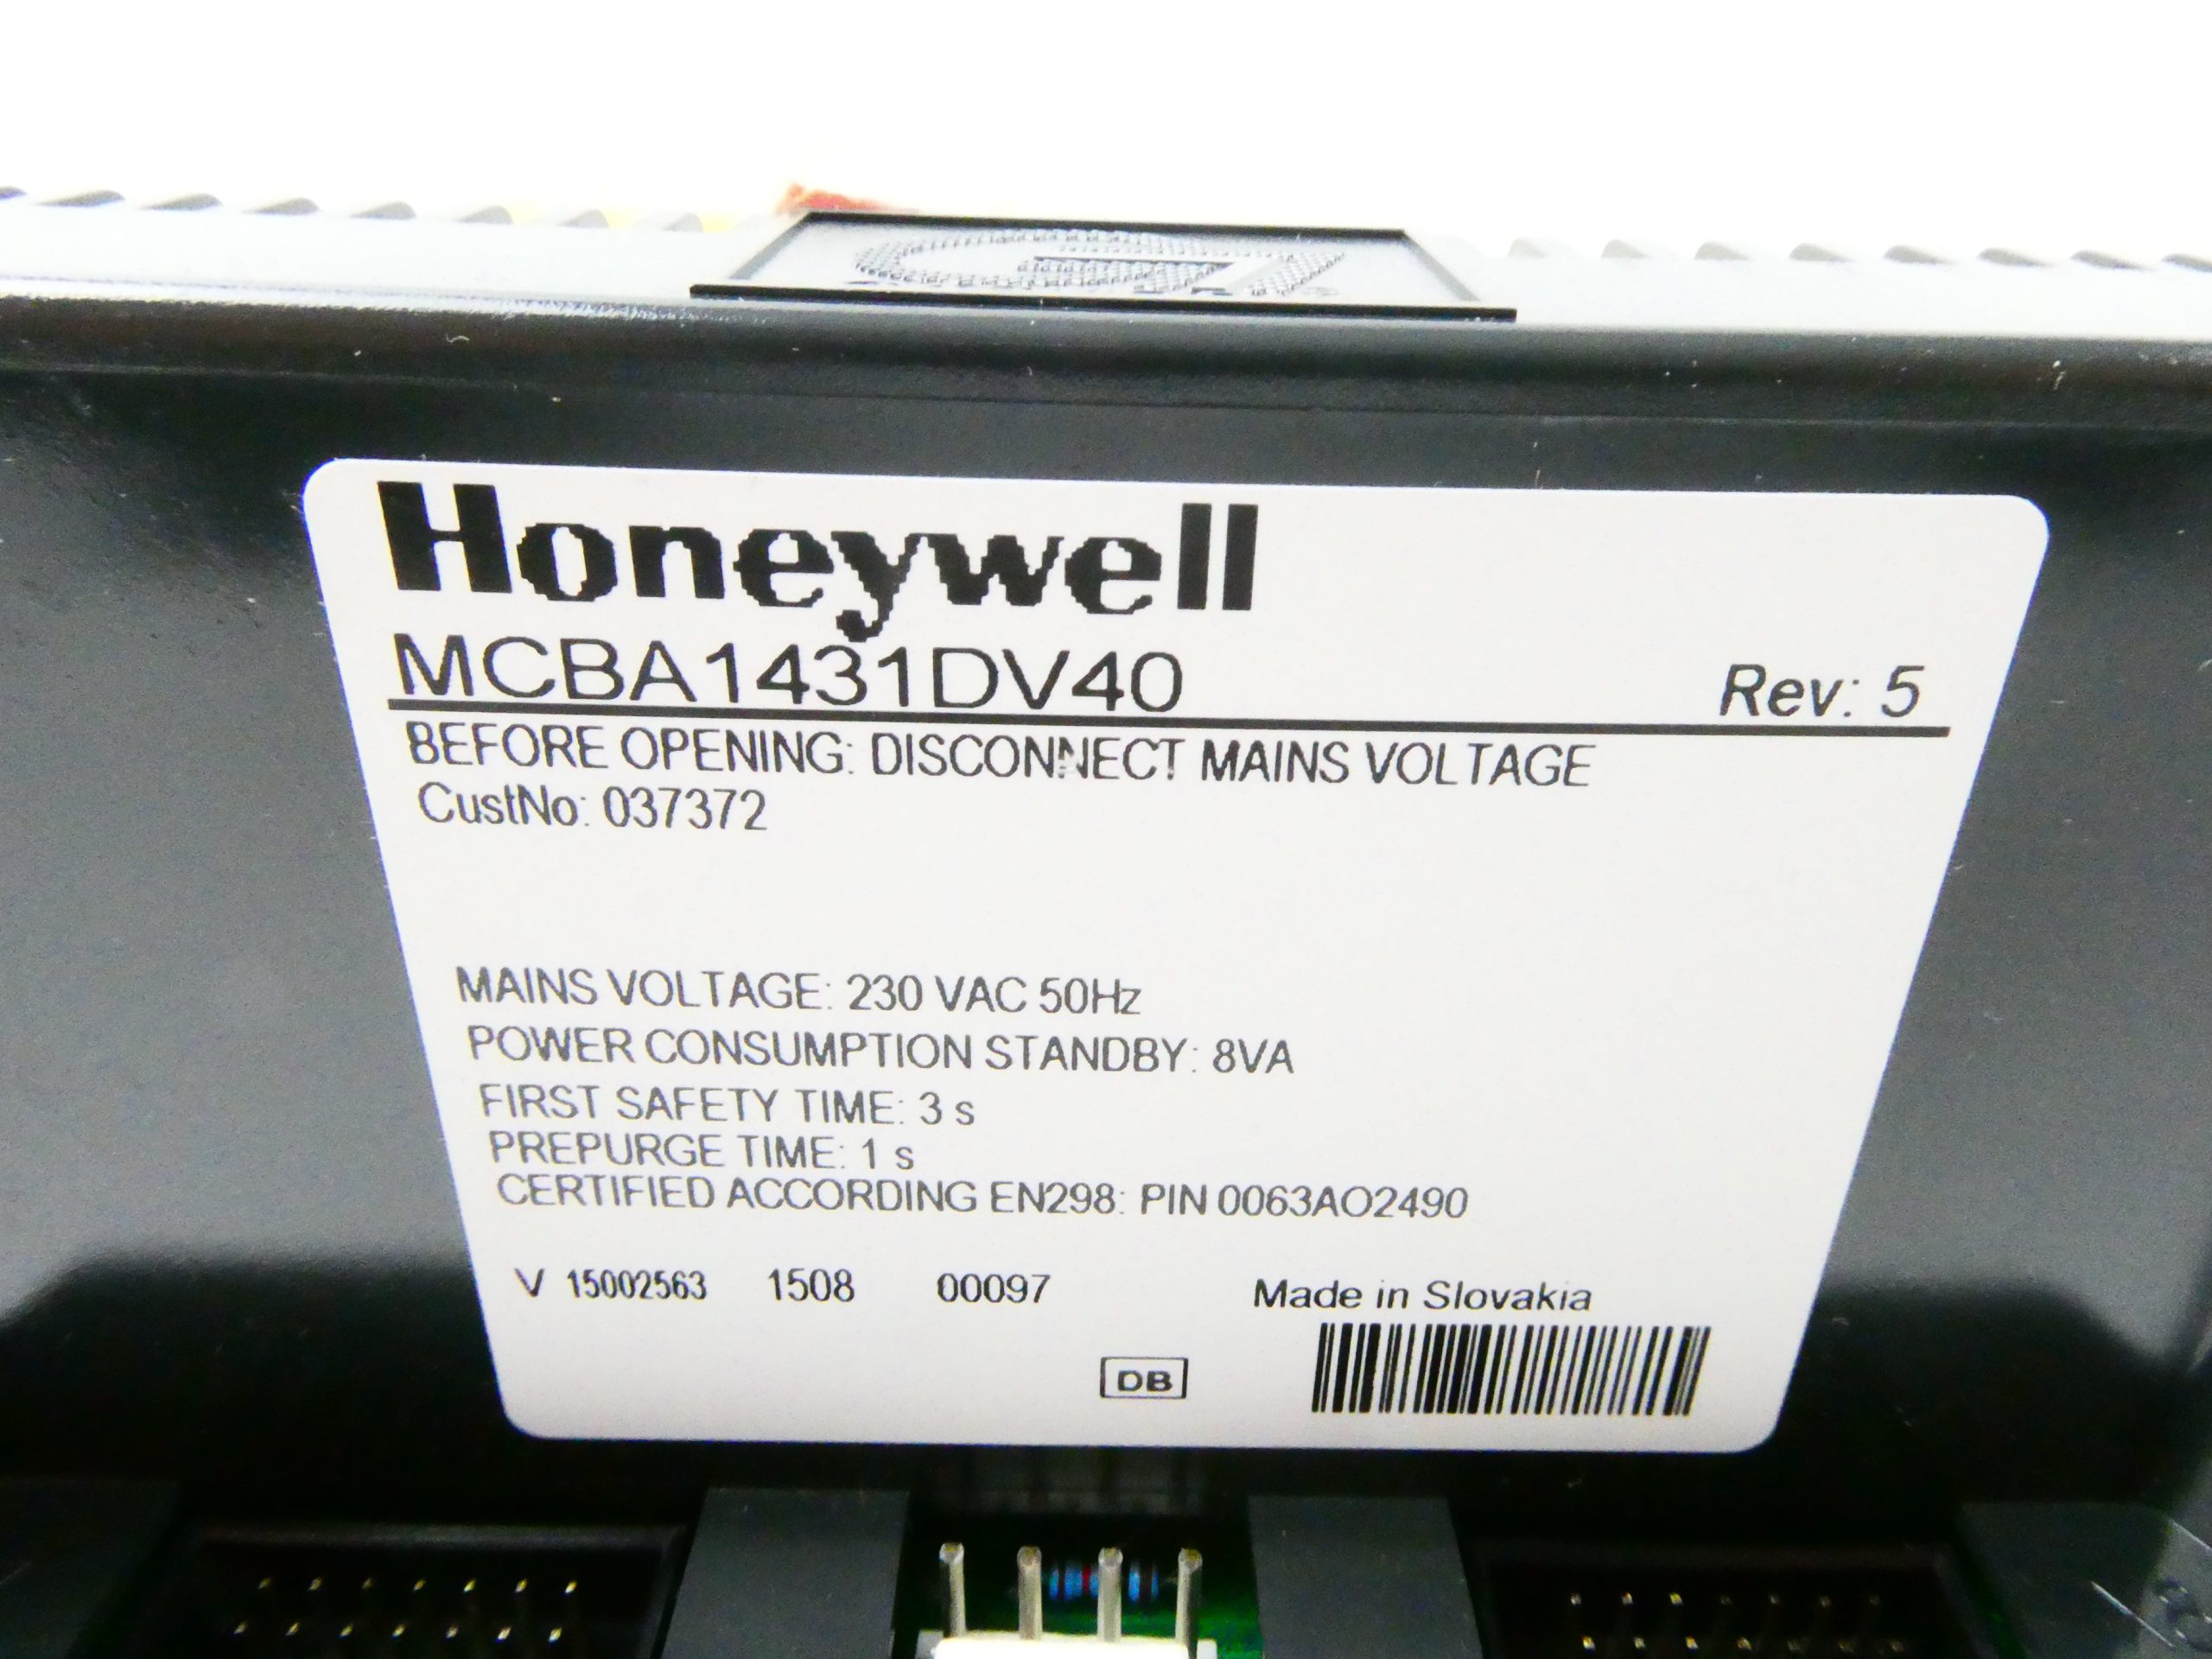 Honeywell
MCBA1431DV40 Rev: 5
BEFORE OPENING: DISCONNECT MAINS VOLTAGE
CustNo: 037372
MAINS VOLTAGE: 230 VAC 50Hz
POWER CONSUMPTION STANDBY: 8VA
FIRST SAFETY TIME: 3 s
PREPURGE TIME: 1 s
CERTIFIED ACCORDING EN298: PIN 0063AO2490
V 15002563 1508 00097 Made in Slovakia
DB